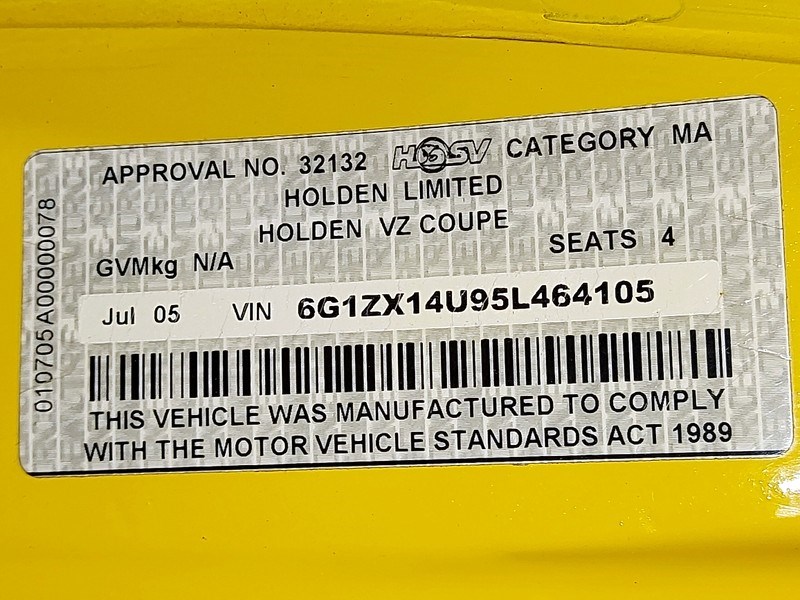 APPROVAL NO. 32132 HSV CATEGORY MA
HOLDEN LIMITED
HOLDEN VZ COUPE
GVMkg N/A SEATS 4
Jul 05 VIN 6G1ZX14U95L464105
THIS VEHICLE WAS MANUFACTURED TO COMPLY
WITH THE MOTOR VEHICLE STANDARDS ACT 1989
010705A00000078